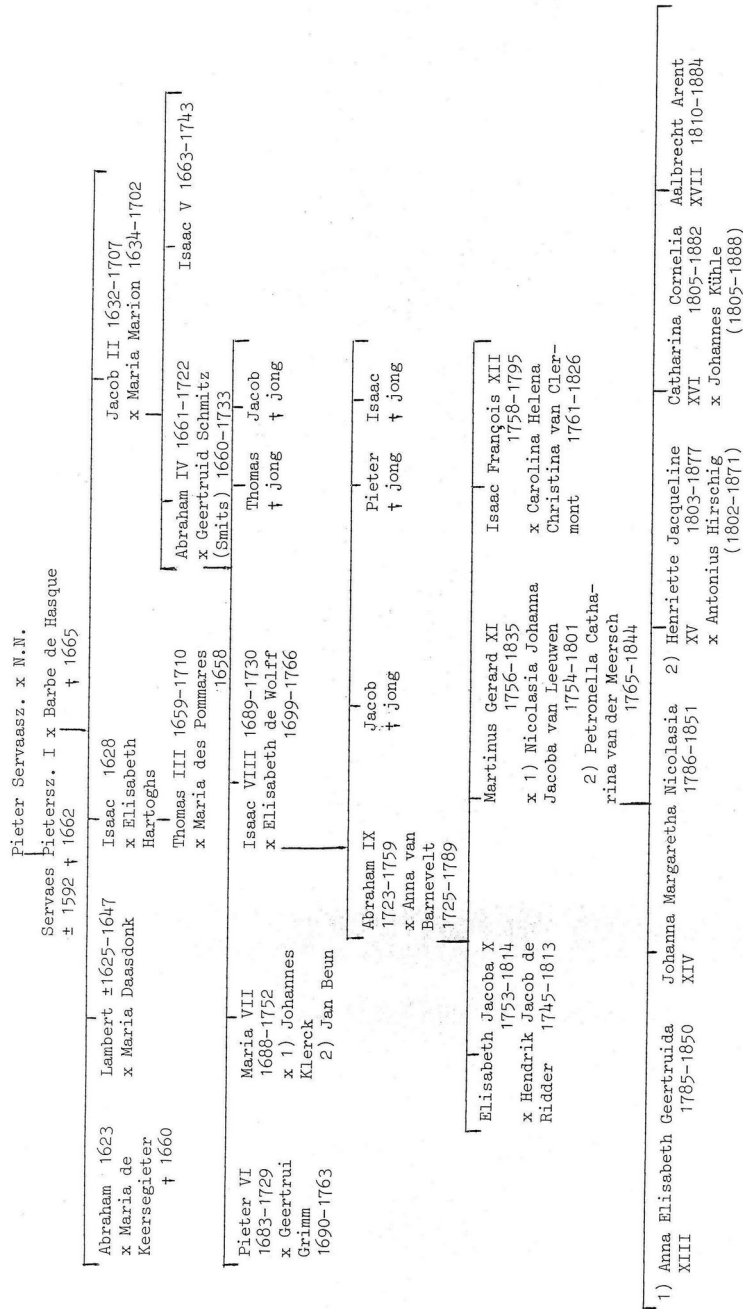 Pieter Servaasz. x N.N.
Servaes Pietersz. I x Barbe de Hasque
± 1592 † 1662 † 1665
Abraham 1623
x Maria de
Keersegieter
† 1660
Lambert ±1625-1647
x Maria Daasdonk
Isaac 1628
x Elisabeth
Hartoghs
Jacob II 1632-1707
x Maria Marion 1634-1702
Thomas III 1659-1710
x Maria des Pommares
1658
Abraham IV 1661-1722
x Geertruid Schmitz
(Smits) 1660-1733
Isaac V 1663-1743
Pieter VI
1683-1729
x Geertrui
Grimm
1690-1763
Maria VII
1688-1752
x 1) Johannes
Klerck
2) Jan Beun
Isaac VIII 1689-1730
x Elisabeth de Wolff
1699-1766
Thomas
† jong
Jacob
† jong
Abraham IX
1723-1759
x Anna van
Barnevelt
1725-1789
Jacob
† jong
Pieter
† jong
Isaac
† jong
Elisabeth Jacoba X
1753-1814
x Hendrik Jacob de
Ridder 1745-1813
Martinus Gerard XI
1756-1835
x 1) Nicolasia Johanna
Jacoba van Leeuwen
1754-1801
2) Petronella Catha-
rina van der Meersch
1765-1844
Isaac François XII
1758-1795
x Carolina Helena
Christina van Cler-
mont 1761-1826
1) Anna Elisabeth Geertruida
XIII 1785-1850
Johanna Margaretha Nicolasia
XIV 1786-1851
2) Henriette Jacqueline
XV 1803-1877
x Antonius Hirschig
(1802-1871)
Catharina Cornelia
XVI 1805-1882
x Johannes Kühle
(1805-1888)
Aalbrecht Arent
XVII 1810-1884